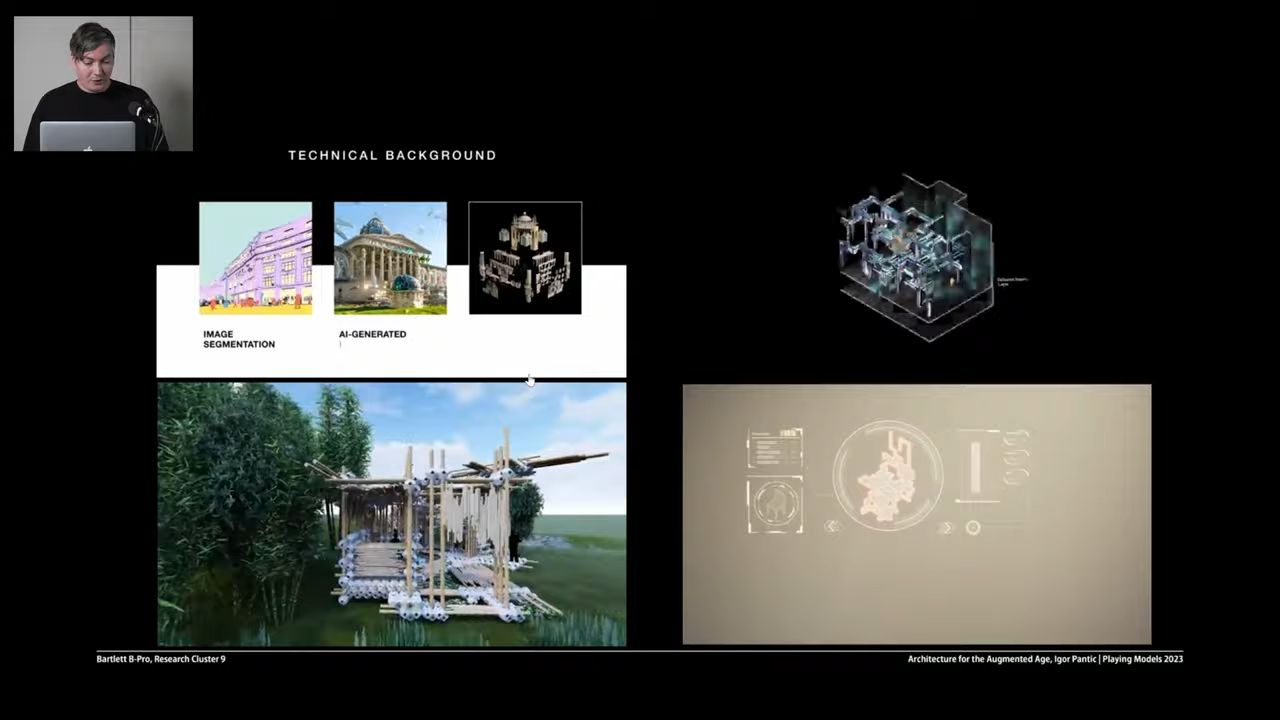 TECHNICAL BACKGROUND
IMAGE
SEGMENTATION
AI-GENERATED
Bartlett B-Pro, Research Cluster 9
Architecture for the Augmented Age, Igor Pantic | Playing Models 2023